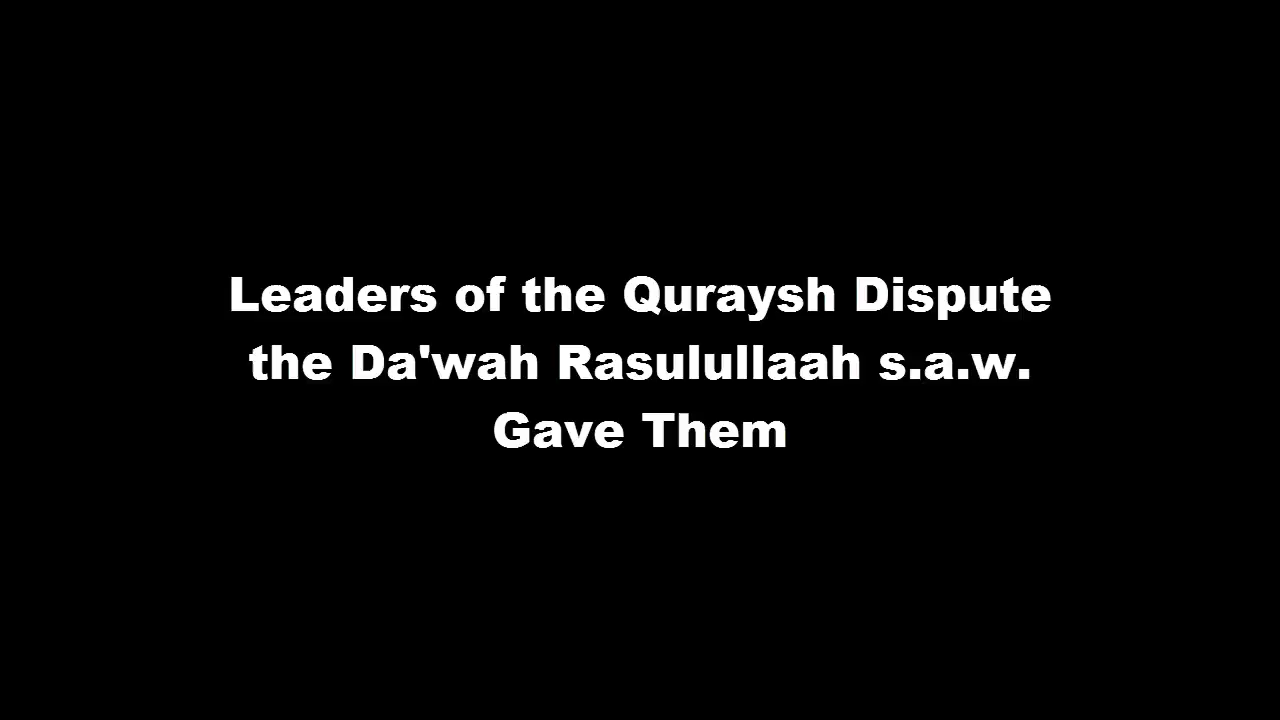 Leaders of the Quraysh Dispute
the Da'wah Rasulullaah s.a.w.
Gave Them